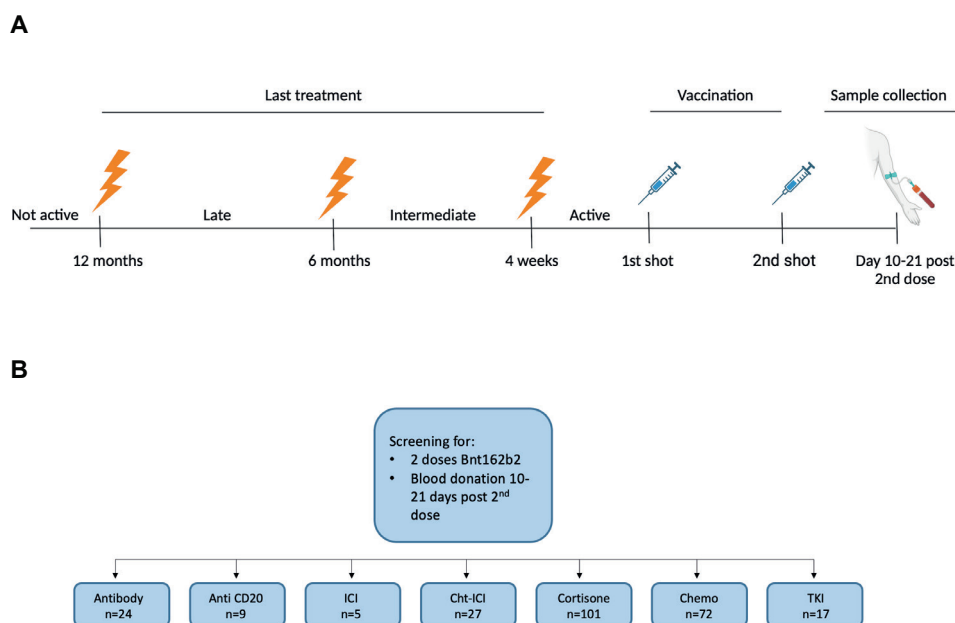 A
Last treatment
Vaccination
Sample collection
Not active
Late
Intermediate
Active
12 months
6 months
4 weeks
1st shot
2nd shot
Day 10-21 post
2nd dose
B
Screening for:
• 2 doses Bnt162b2
• Blood donation 10-
21 days post 2nd
dose
Antibody
n=24
Anti CD20
n=9
ICI
n=5
Cht-ICI
n=27
Cortisone
n=101
Chemo
n=72
TKI
n=17